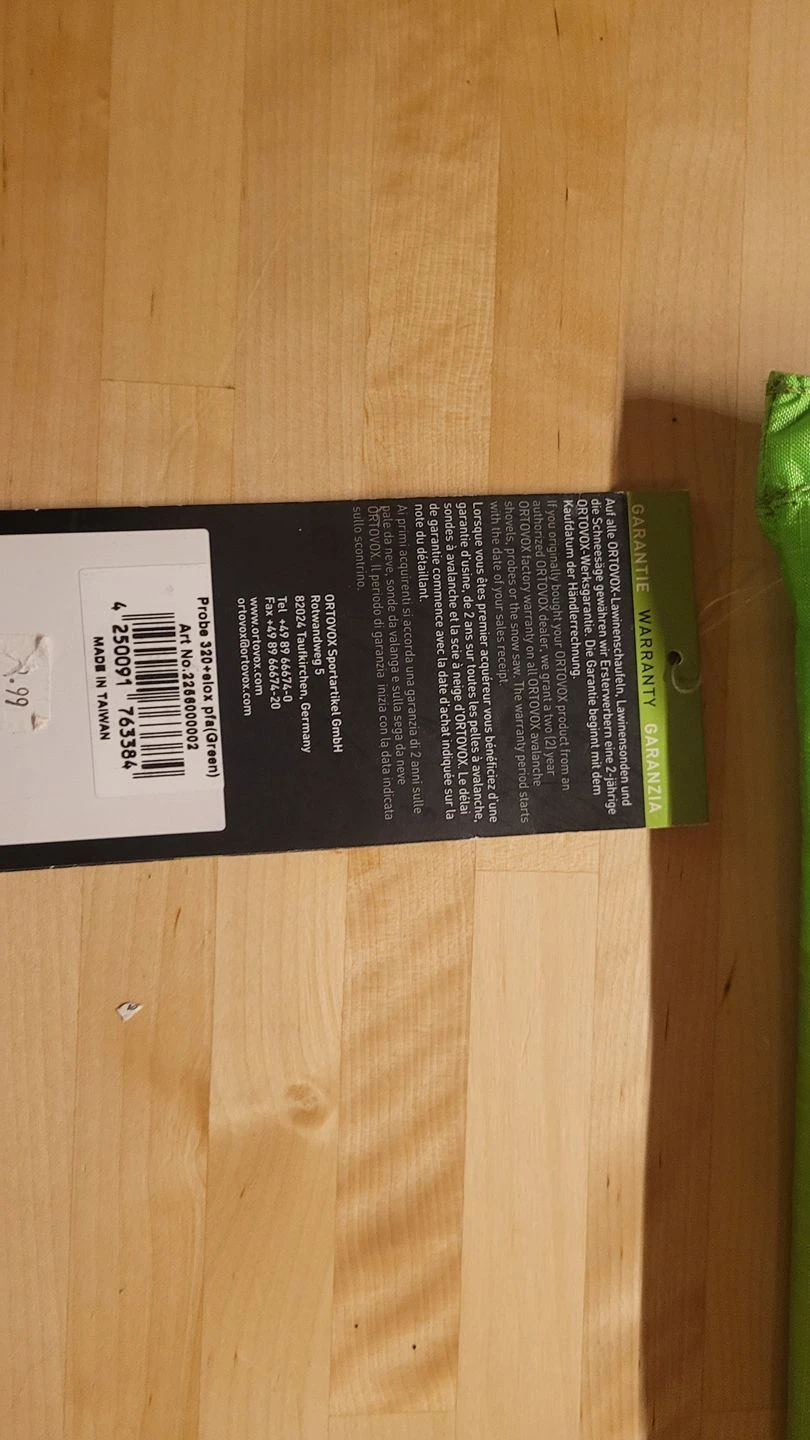 GARANTIE WARRANTY GARANZIA
Auf alle ORTOVOX-Lawinenschaufeln, Lawinensonden und
die Schneesäge gewähren wir Ersterwerbern eine 2-jährige
ORTOVOX-Werksgarantie. Die Garantie beginnt mit dem
Kaufdatum der Händlerrechnung.
If you originally bought your ORTOVOX product from an
authorized ORTOVOX dealer, we grant a two (2) year
ORTOVOX factory warranty on all ORTOVOX avalanche
shovels, probes or the snow saw. The warranty period starts
with the date of your sales receipt.
Lorsque vous êtes premier acquéreur vous bénéficiez d'une
garantie d'usine, de 2 ans sur toutes les pelles à avalanche,
sondes à avalanche et la scie à neige d'ORTOVOX. Le délai
de garantie commence avec la date d'achat indiquée sur la
note du détaillant.
Ai primi acquirenti si accorda una garanzia di 2 anni sulle
pale da neve, sonde da valanga e sulla sega da neve
ORTOVOX. Il periodo di garanzia inizia con la data indicata
sullo scontrino.
ORTOVOX Sportartikel GmbH
Rotwandweg 5
82024 Taufkirchen, Germany
Tel +49 89 66674-0
Fax +49 89 66674-20
www.ortovox.com
ortovox@ortovox.com
Probe 320+elox pfa(Green)
Art No.2268000002
4 250091 763384
MADE IN TAIWAN
.99